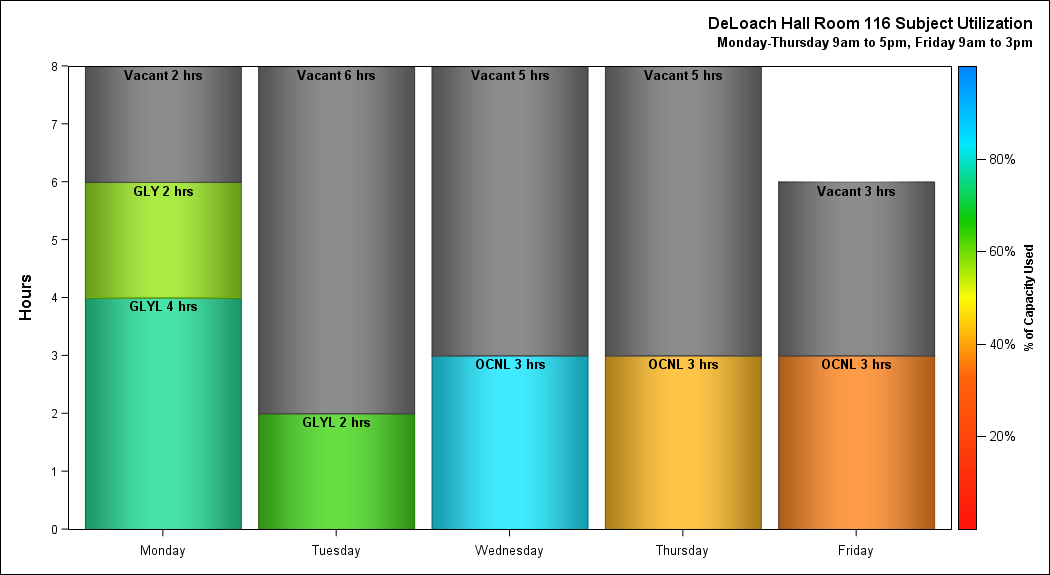 DeLoach Hall Room 116 Subject Utilization
Monday-Thursday 9am to 5pm, Friday 9am to 3pm
Hours
8
7
6
5
4
3
2
1
0
Vacant 2 hrs
GLY 2 hrs
GLYL 4 hrs
Vacant 6 hrs
GLYL 2 hrs
Vacant 5 hrs
OCNL 3 hrs
Vacant 5 hrs
OCNL 3 hrs
Vacant 3 hrs
OCNL 3 hrs
Monday
Tuesday
Wednesday
Thursday
Friday
80%
60%
40%
20%
% of Capacity Used